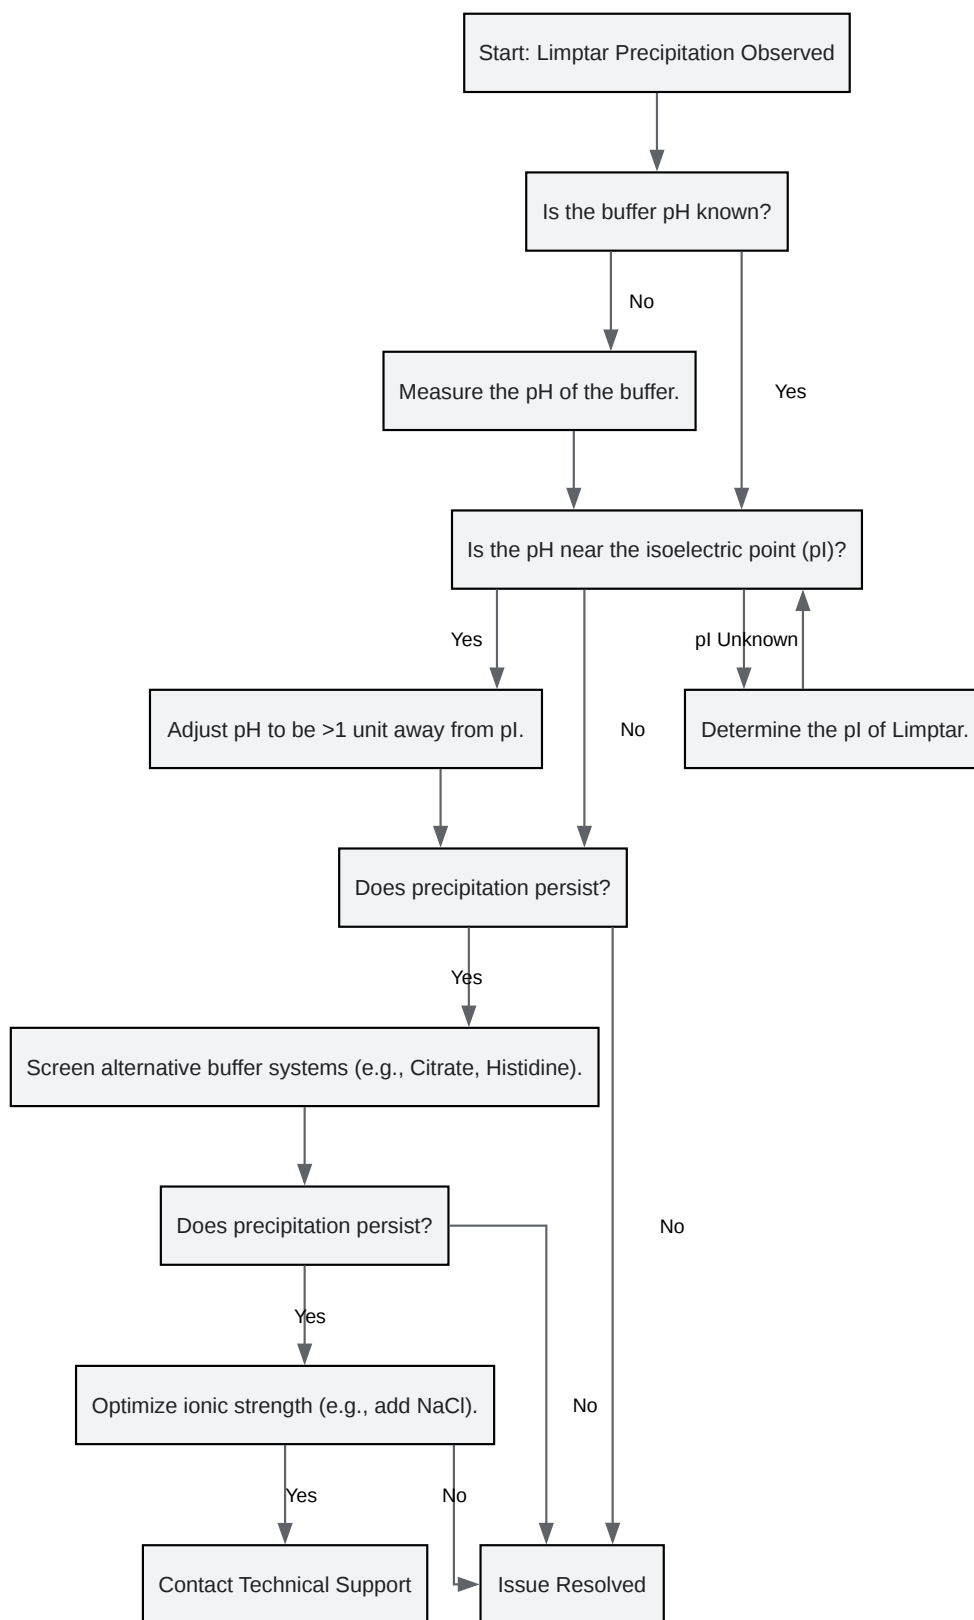 Start: Limptar Precipitation Observed
Is the buffer pH known?
No
Measure the pH of the buffer.
Yes
Is the pH near the isoelectric point (pI)?
Yes
pI Unknown
Adjust pH to be >1 unit away from pI.
No
Determine the pI of Limptar.
Does precipitation persist?
Yes
Screen alternative buffer systems (e.g., Citrate, Histidine).
Does precipitation persist?
No
Yes
Optimize ionic strength (e.g., add NaCl).
No
Yes
No
Contact Technical Support
Issue Resolved